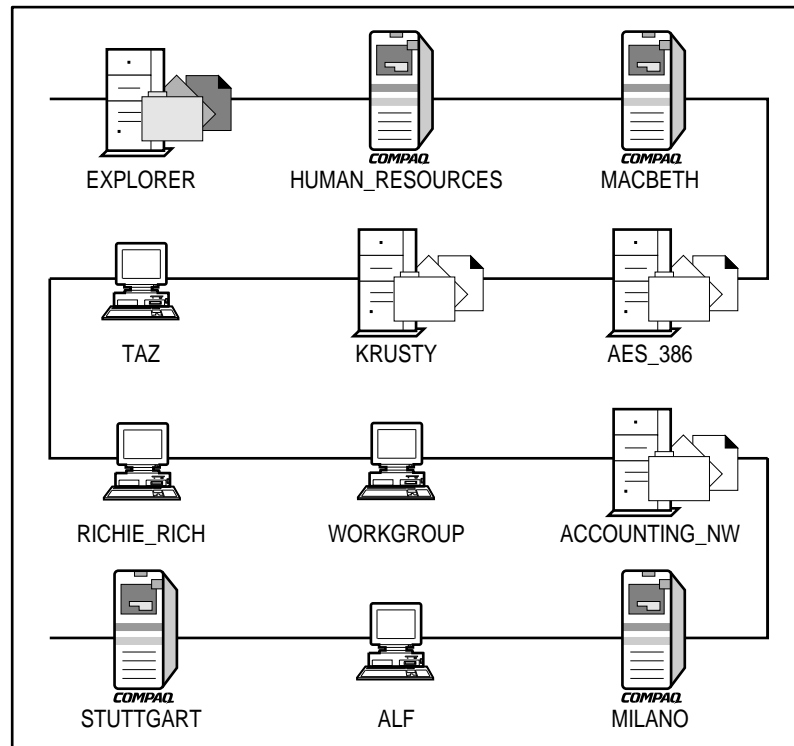 COMPAQ COMPAQ
EXPLORER HUMAN_RESOURCES MACBETH
TAZ KRUSTY AES_386
RICHIE_RICH WORKGROUP ACCOUNTING_NW
COMPAQ COMPAQ
STUTTGART ALF MILANO